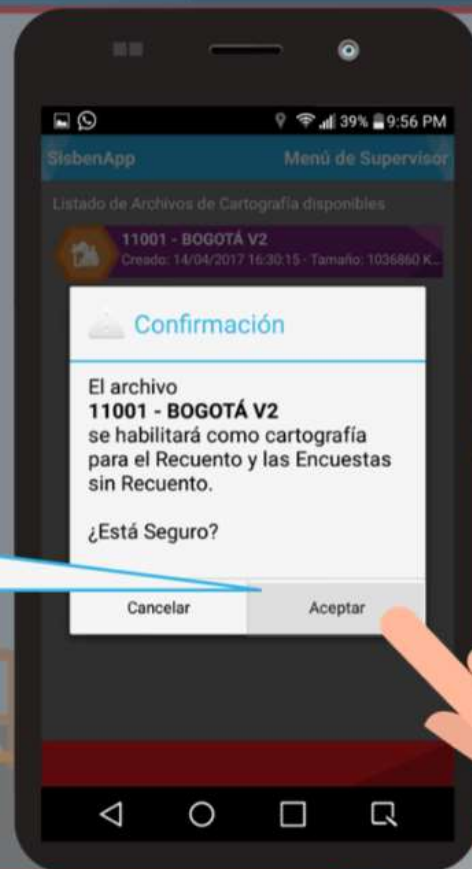 39% 9:56 PM
SisbenApp Menú de Supervisor
Listado de Archivos de Cartografía disponibles
11001 - BOGOTÁ V2
Creado: 14/04/2017 16:30:15 - Tamaño: 1036860 K...
Confirmación
El archivo
11001 - BOGOTÁ V2
se habilitará como cartografía
para el Recuento y las Encuestas
sin Recuento.
¿Está Seguro?
Cancelar Aceptar